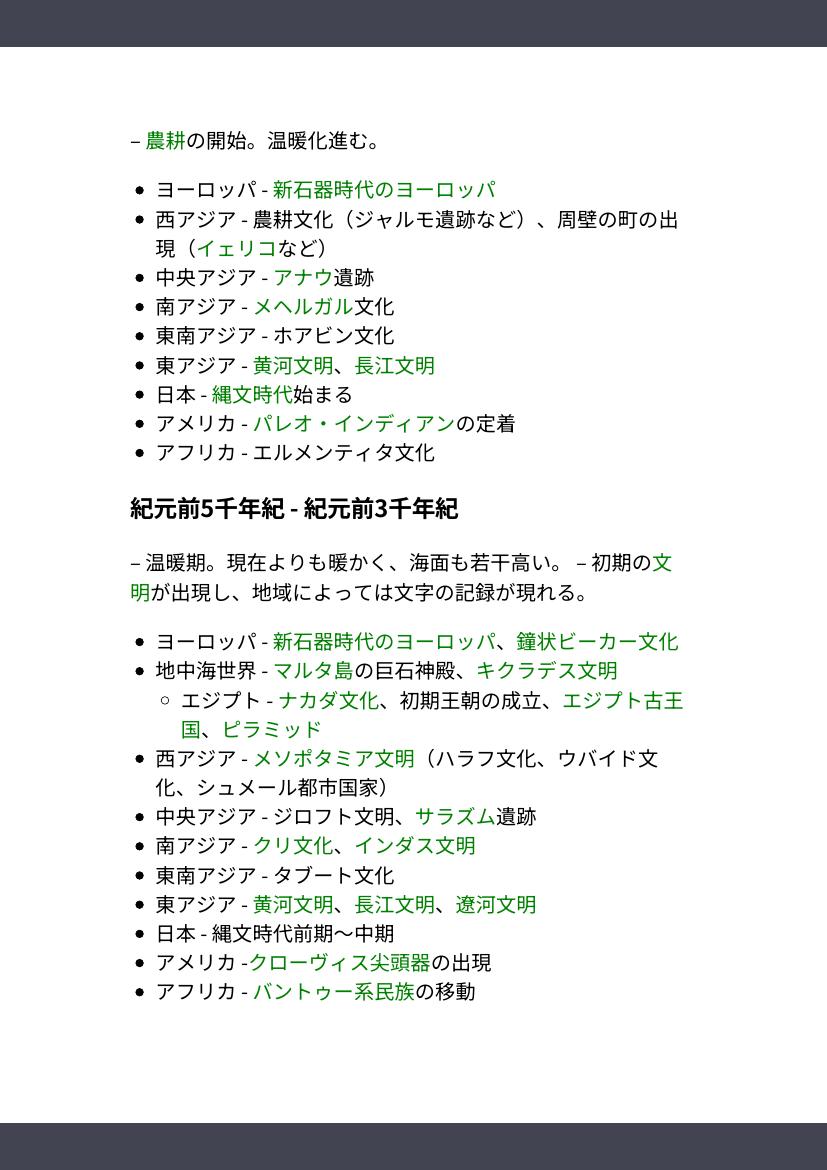 – 農耕の開始。温暖化進む。
• ヨーロッパ - 新石器時代のヨーロッパ
• 西アジア - 農耕文化（ジャルモ遺跡など）、周壁の町の出
現（イェリコなど）
• 中央アジア - アナウ遺跡
• 南アジア - メヘルガル文化
• 東南アジア - ホアビン文化
• 東アジア - 黄河文明、長江文明
• 日本 - 縄文時代始まる
• アメリカ - パレオ・インディアンの定着
• アフリカ - エルメンティタ文化
紀元前5千年紀 - 紀元前3千年紀
– 温暖期。現在よりも暖かく、海面も若干高い。 – 初期の文
明が出現し、地域によっては文字の記録が現れる。
• ヨーロッパ - 新石器時代のヨーロッパ、鐘状ビーカー文化
• 地中海世界 - マルタ島の巨石神殿、キクラデス文明
○ エジプト - ナカダ文化、初期王朝の成立、エジプト古王
国、ピラミッド
• 西アジア - メソポタミア文明（ハラフ文化、ウバイド文
化、シュメール都市国家）
• 中央アジア - ジロフト文明、サラズム遺跡
• 南アジア - クリ文化、インダス文明
• 東南アジア - タブート文化
• 東アジア - 黄河文明、長江文明、遼河文明
• 日本 - 縄文時代前期〜中期
• アメリカ -クローヴィス尖頭器の出現
• アフリカ - バントゥー系民族の移動